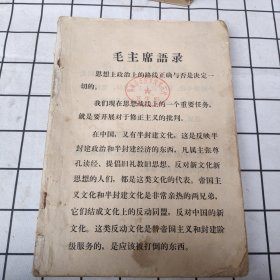 毛主席語录
思想上政治上的路线正确与否是决定一
切的。
我们现在思想战线上的一个重要任务，
就是要开展对于修正主义的批判。
在中国，又有半封建文化，这是反映半
封建政治和半封建经济的东西，凡属主张尊
孔读经、提倡旧礼教旧思想、反对新文化新
思想的人们，都是这类文化的代表。帝国主
义文化和半封建文化是非常亲热的两兄弟，
它们结成文化上的反动同盟，反对中国的新
文化。这类反动文化是替帝国主义和封建阶
级服务的，是应该被打倒的东西。